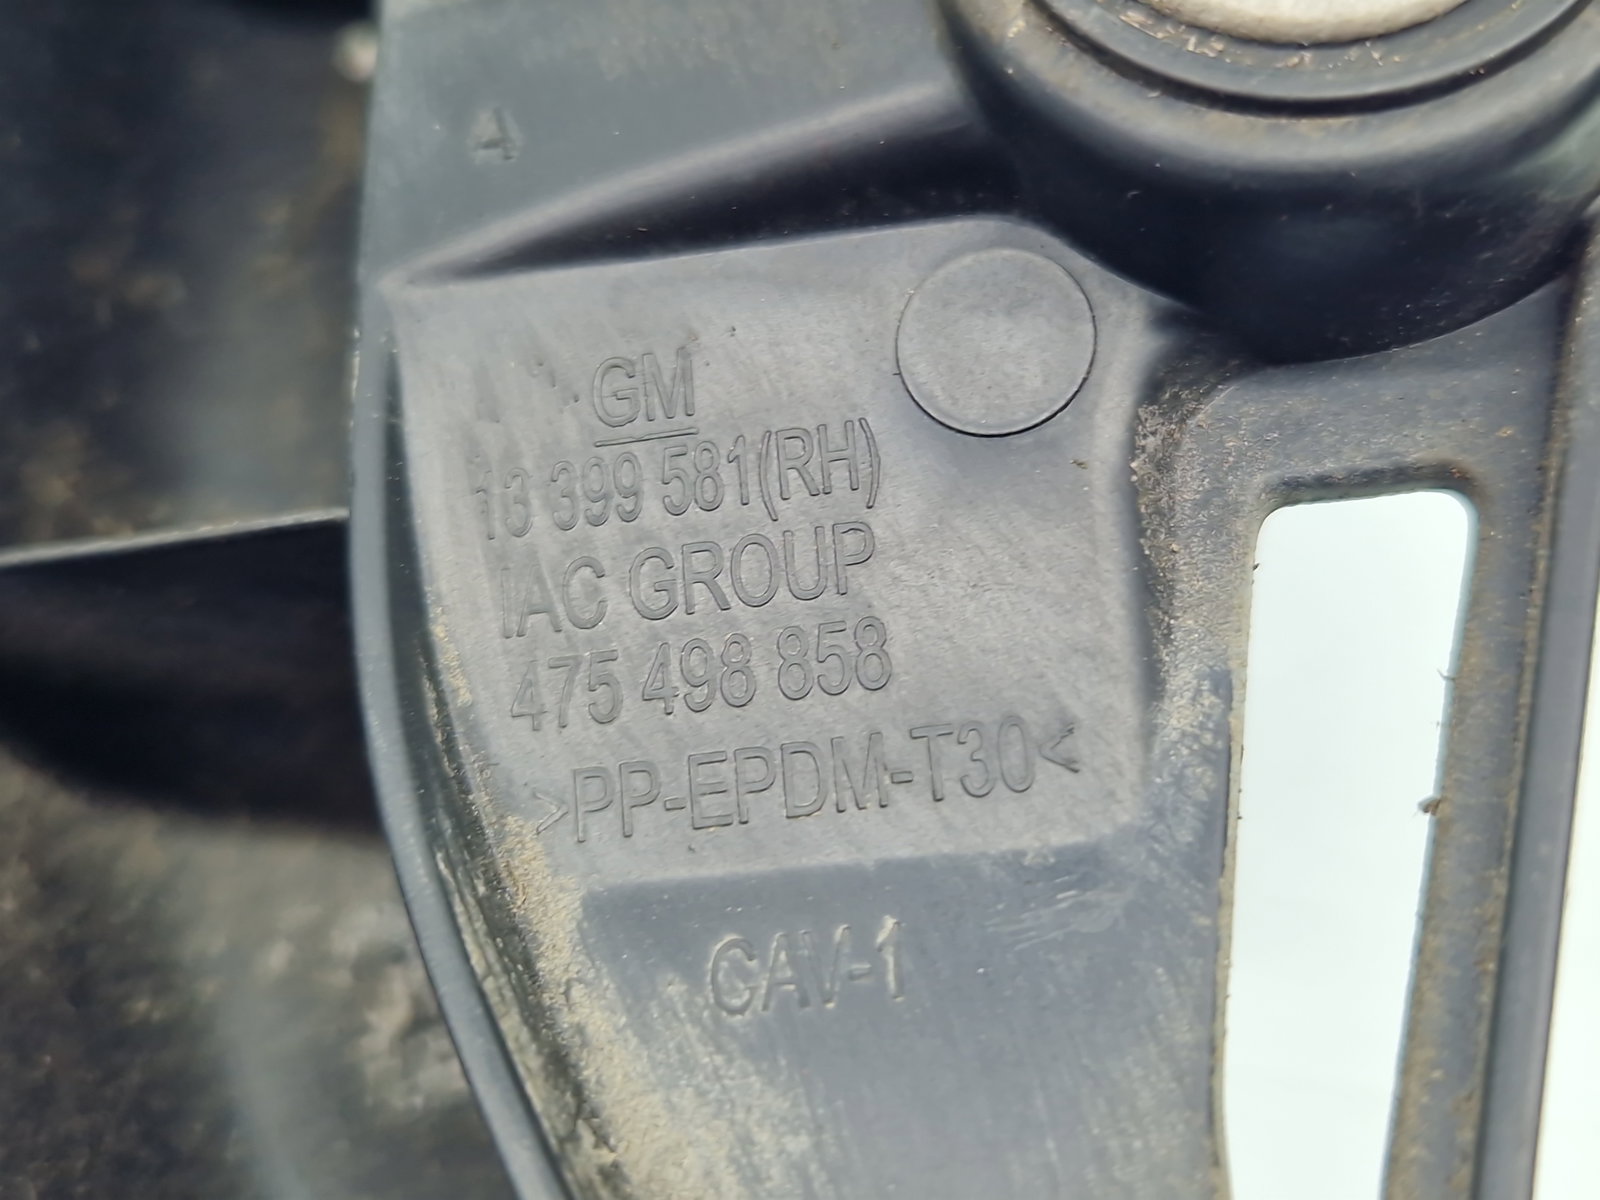 4
GM
13 399 581(RH)
IAC GROUP
475 498 858
>PP-EPDM-T30<
CAV-1